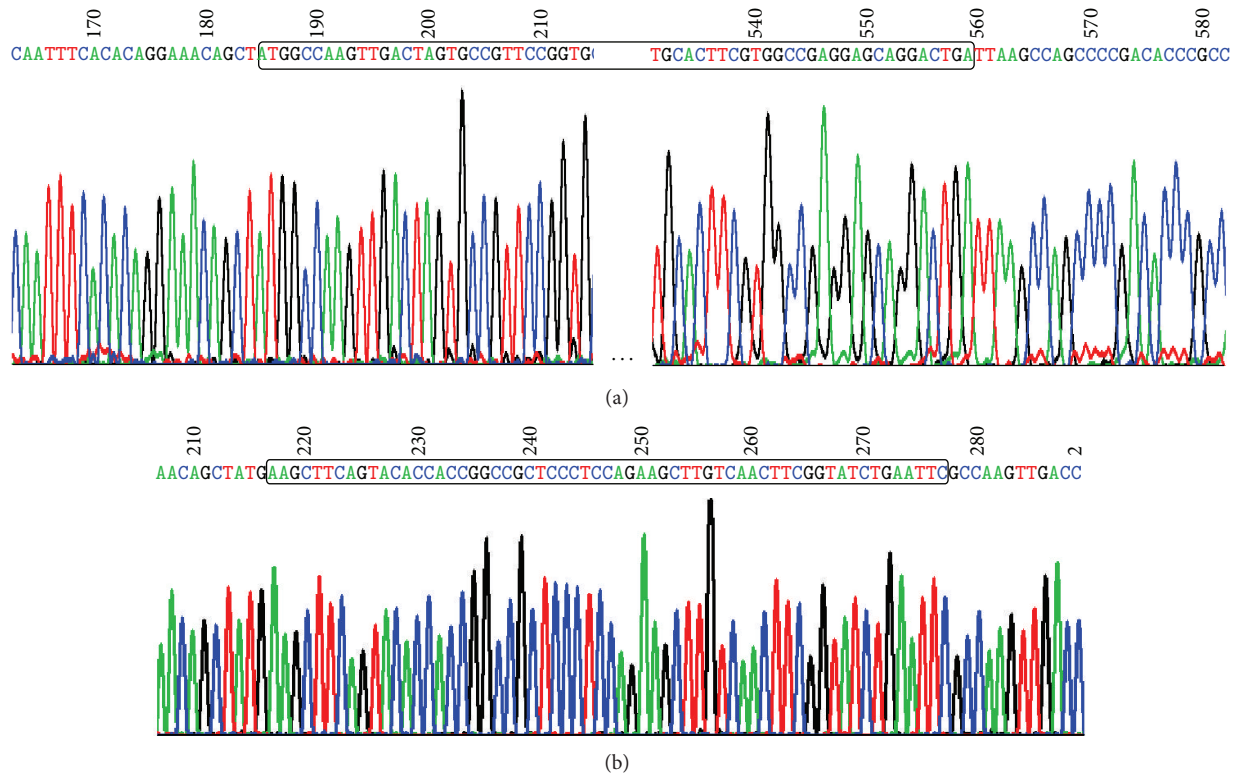 170 180 190 200 210 540 550 560 570 580
CAATTTCACACAGGAAACAGCTATGGCCAAGTTGACTAGTGCCGTTCCGGTG TGCACTTCGTGGCCGAGGAGCAGGACTGATTAAGCCAGCCCCGACACCCGCC
...
(a)
210 220 230 240 250 260 270 280 2
AACAGCTATGAAGCTTCAGTACACCACCGGCCGCTCCCTCCAGAAGCTTGTCAACTTCGGTATCTGAATTCGCCAAGTTGACC
(b)